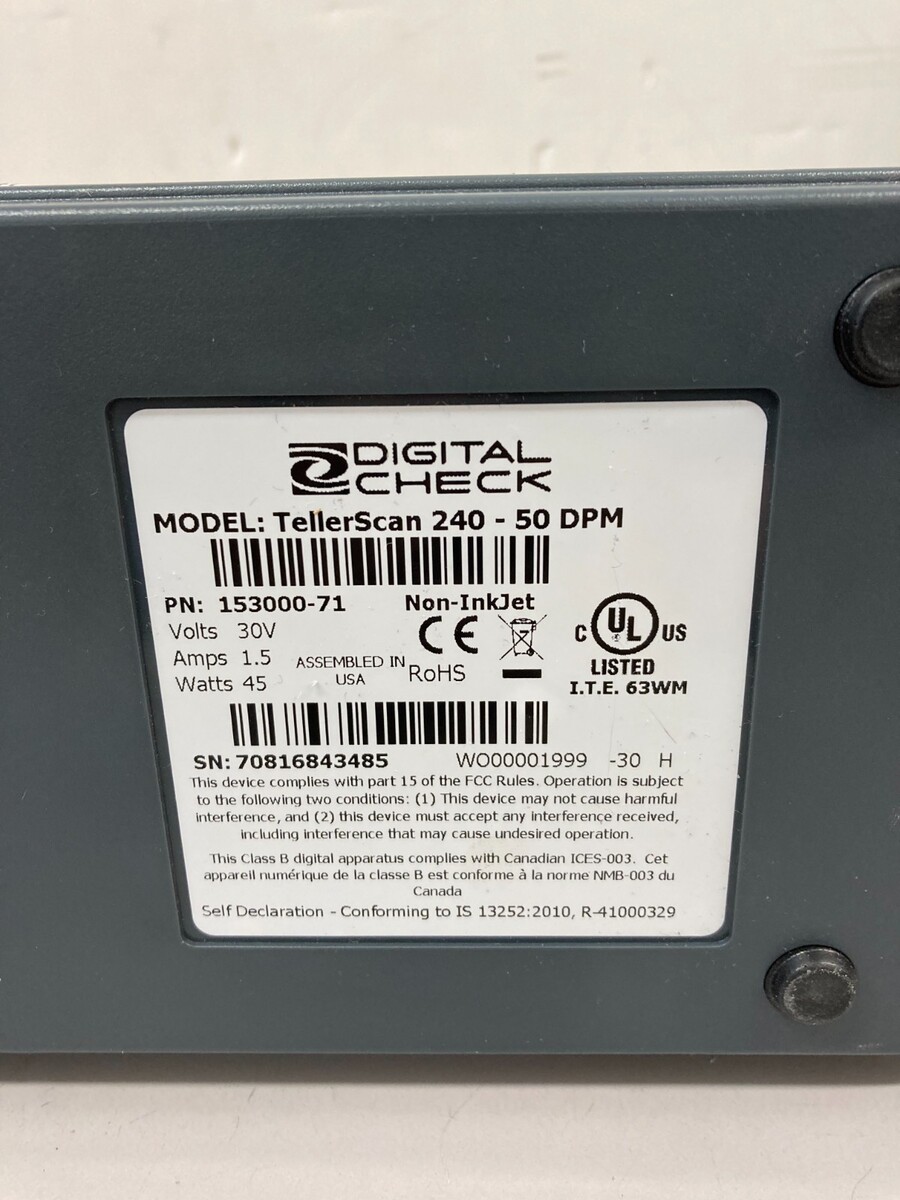 DIGITAL
CHECK
MODEL: TellerScan 240 - 50 DPM
PN: 153000-71 Non-InkJet
Volts 30V
Amps 1.5
Watts 45
ASSEMBLED IN
USA
CE
RoHS
C UL US
LISTED
I.T.E. 63WM
SN: 70816843485 WO00001999 -30 H
This device complies with part 15 of the FCC Rules. Operation is subject
to the following two conditions: (1) This device may not cause harmful
interference, and (2) this device must accept any interference received,
including interference that may cause undesired operation.
This Class B digital apparatus complies with Canadian ICES-003. Cet
appareil numérique de la classe B est conforme à la norme NMB-003 du
Canada
Self Declaration - Conforming to IS 13252:2010, R-41000329